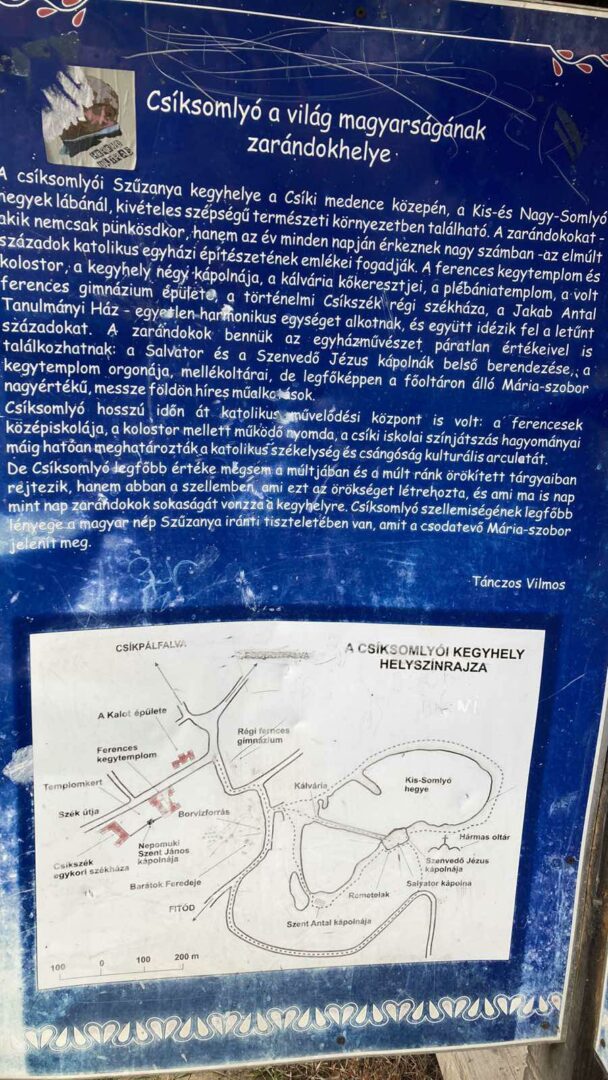 Csíksomlyó a világ magyarságának
zarándokhelye
A csíksomlyói Szűzanya kegyhelye a Csíki medence közepén, a Kis-és Nagy-Somlyó
hegyek lábánál, kivételes szépségű természeti környezetben található. A zarándokokat -
akik nemcsak pünkösdkor, hanem az év minden napján érkeznek nagy számban -az elmúlt
századok katolikus egyházi építészetének emlékei fogadják. A ferences kegytemplom és
kolostor, a kegyhely négy kápolnája, a kálvária kőkeresztjei, a plébániatemplom, a volt
ferences gimnázium épülete, a történelmi Csíkszék régi székháza, a Jakab Antal
Tanulmányi Ház - egyetlen harmonikus egységet alkotnak, és együtt idézik fel a letűnt
századokat. A zarándokok bennük az egyházművészet páratlan értékeivel is
találkozhatnak: a Salvator és a Szenvedő Jézus kápolnák belső berendezése, a
kegytemplom orgonája, mellékoltárai, de legfőképpen a főoltáron álló Mária-szobor
nagyértékű, messze földön híres műalkotások.
Csíksomlyó hosszú időn át katolikus művelődési központ is volt: a ferencesek
középiskolája, a kolostor mellett működő nyomda, a csíki iskolai színjátszás hagyományai
máig hatóan meghatározták a katolikus székelység és csángóság kulturális arculatát.
De Csíksomlyó legfőbb értéke mégsem a múltjában és a múlt ránk örökített tárgyaiban
rejtezik, hanem abban a szellemben, ami ezt az örökséget létrehozta, és ami ma is nap
mint nap zarándokok sokaságát vonzza a kegyhelyre. Csíksomlyó szellemiségének legfőbb
lényege a magyar nép Szűzanya iránti tiszteletében van, amit a csodatevő Mária-szobor
jelenít meg.
Tánczos Vilmos
A CSÍKSOMLYÓI KEGYHELY
HELYSZÍNRAJZA
CSÍKPÁLFALVA
A Kalot épülete
Régi fernces
gimnázium
Ferences
kegytemplom
Templomkert
Kálvária
Kis-Somlyó
hegye
Szék útja
Borvízforrás
Hármas oltár
Nepomuki
Szent János
kápolnája
Csíkszék
egykori székháza
Szenvedő Jézus
kápolnája
Salvator kápolna
Barátok Feredeje
Remetelak
FITÓD
Szent Antal kápolnája
100 0 100 200 m